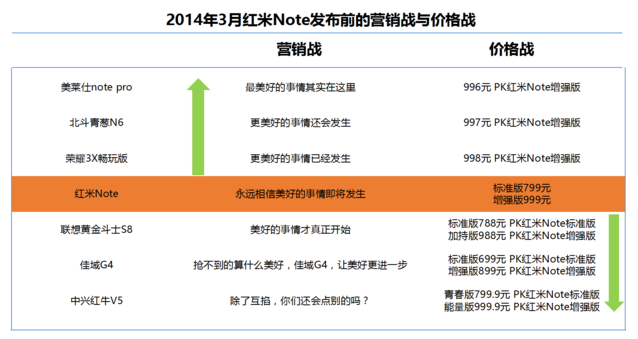 2014年3月红米Note发布前的营销战与价格战
营销战 价格战
美莱仕note pro 最美好的事情其实在这里 996元 PK红米Note增强版
北斗青葱N6 更美好的事情还会发生 997元 PK红米Note增强版
荣耀3X畅玩版 更美好的事情已经发生 998元 PK红米Note增强版
红米Note 永远相信美好的事情即将发生 标准版799元
增强版999元
联想黄金斗士S8 美好的事情才真正开始 标准版788元 PK红米Note标准版
加持版988元 PK红米Note增强版
佳域G4 抢不到的算什么美好，佳域G4，让美好更进一步 标准版699元 PK红米Note标准版
增强版899元 PK红米Note增强版
中兴红牛V5 除了互掐，你们还会点别的吗？ 青春版799.9元 PK红米Note标准版
能量版999.9元 PK红米Note增强版